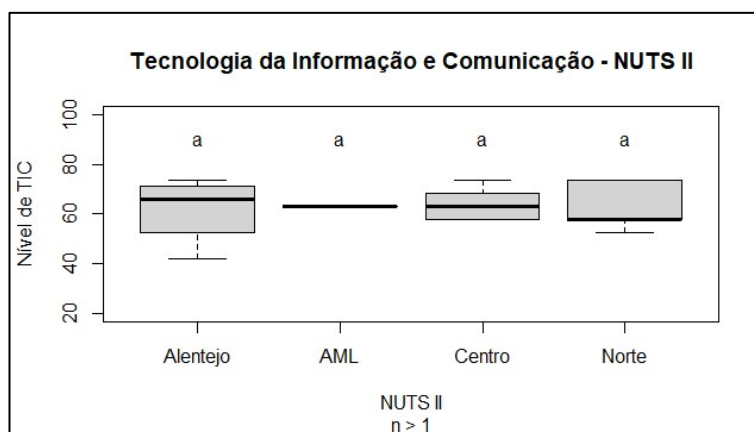 Tecnologia da Informação e Comunicação - NUTS II
100
80
60
40
20
Nível de TIC
a a a a
Alentejo AML Centro Norte
NUTS II
n > 1